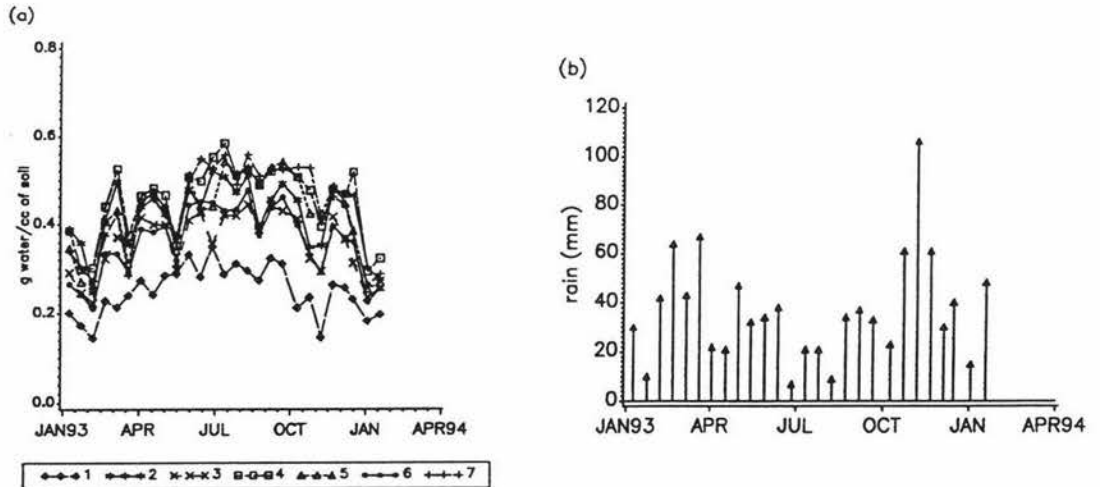 (a)
0.8
0.6
0.4
0.2
0.0
g water/cc of soil
JAN93 APR JUL OCT JAN APR94
1 2 3 4 5 6 7
(b)
120
100
80
60
40
20
0
rain (mm)
JAN93 APR JUL OCT JAN APR94